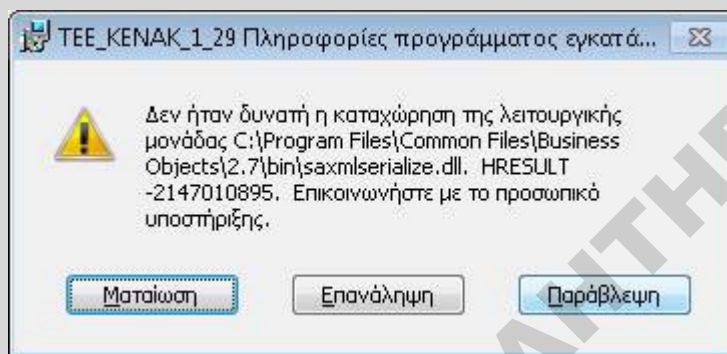 TEE_KENAK_1_29 Πληροφορίες προγράμματος εγκατά...
Δεν ήταν δυνατή η καταχώρηση της λειτουργικής
μονάδας C:\Program Files\Common Files\Business
Objects\2.7\bin\saxmlserialize.dll. HRESULT
-2147010895. Επικοινωνήστε με το προσωπικό
υποστήριξης.
Ματαίωση Επανάληψη Παράβλεψη